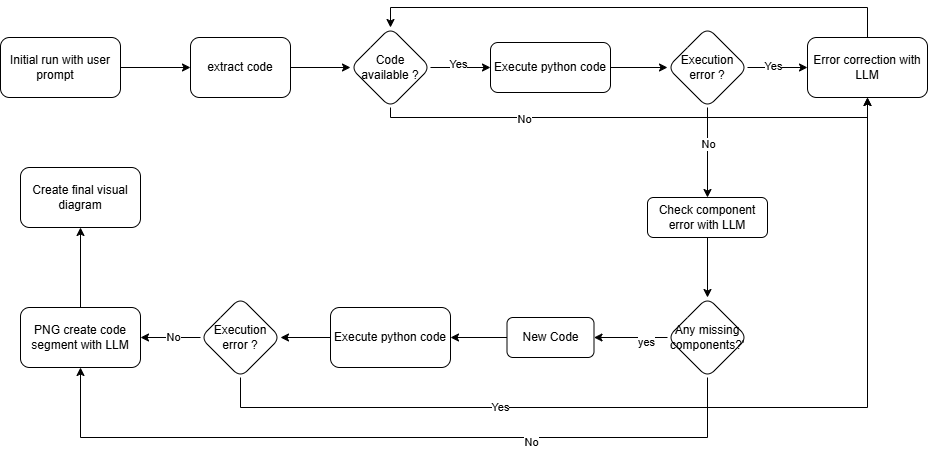 Initial run with user
prompt
extract code
Code
available ?
Yes
Execute python code
Execution
error ?
Yes
Error correction with
LLM
No
No
Create final visual
diagram
Check component
error with LLM
PNG create code
segment with LLM
No
Execution
error ?
Execute python code
New Code
yes
Any missing
components?'
Yes
No